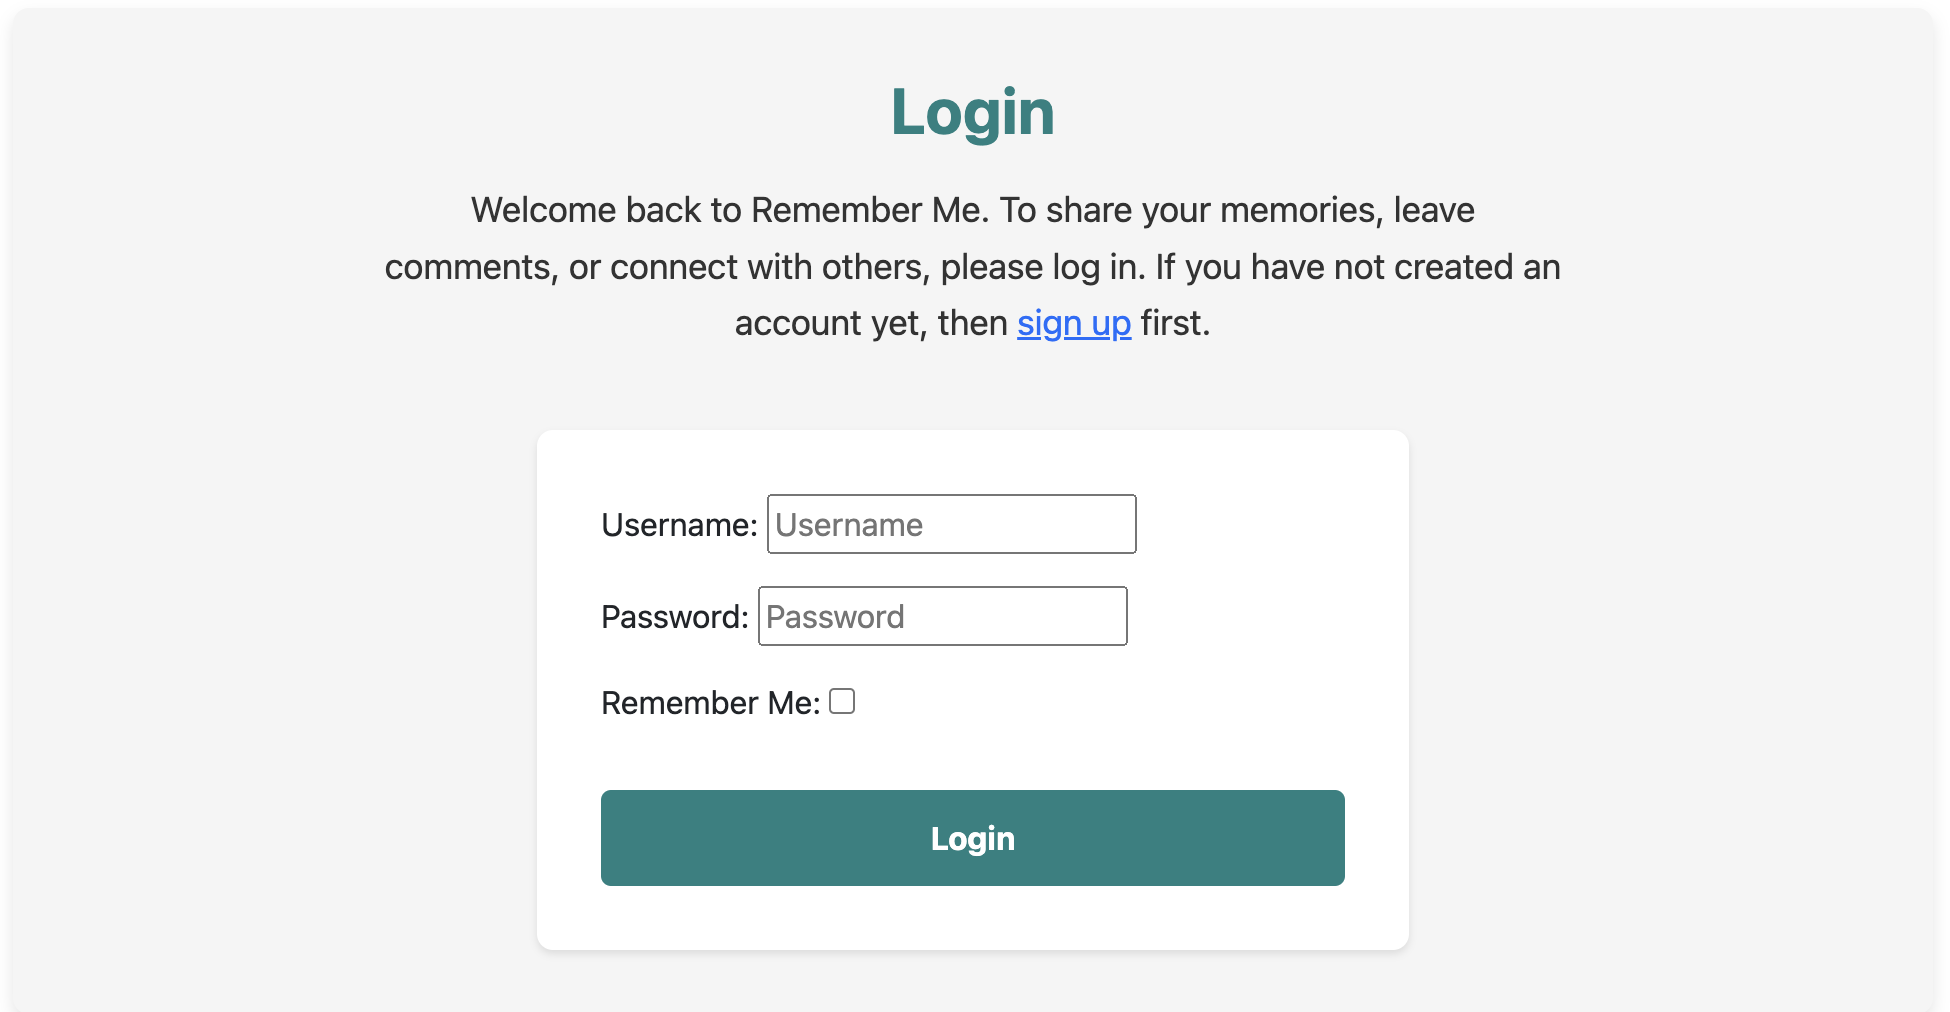 Login
Welcome back to Remember Me. To share your memories, leave
comments, or connect with others, please log in. If you have not created an
account yet, then sign up first.
Username: Username
Password: Password
Remember Me:
Login